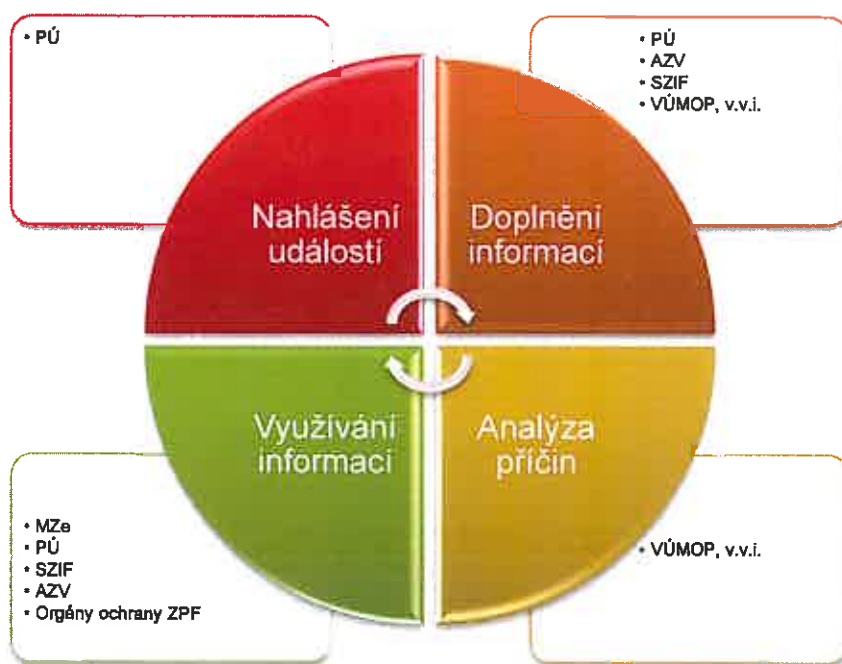 • PÚ
• PÚ
• AZV
• SZIF
• VÚMOP, v.v.i.
Nahlášení
událostí
Doplnění
informací
Využívání
informací
Analýza
příčin
• MZe
• PÚ
• SZIF
• AZV
• Orgány ochrany ZPF
• VÚMOP, v.v.i.